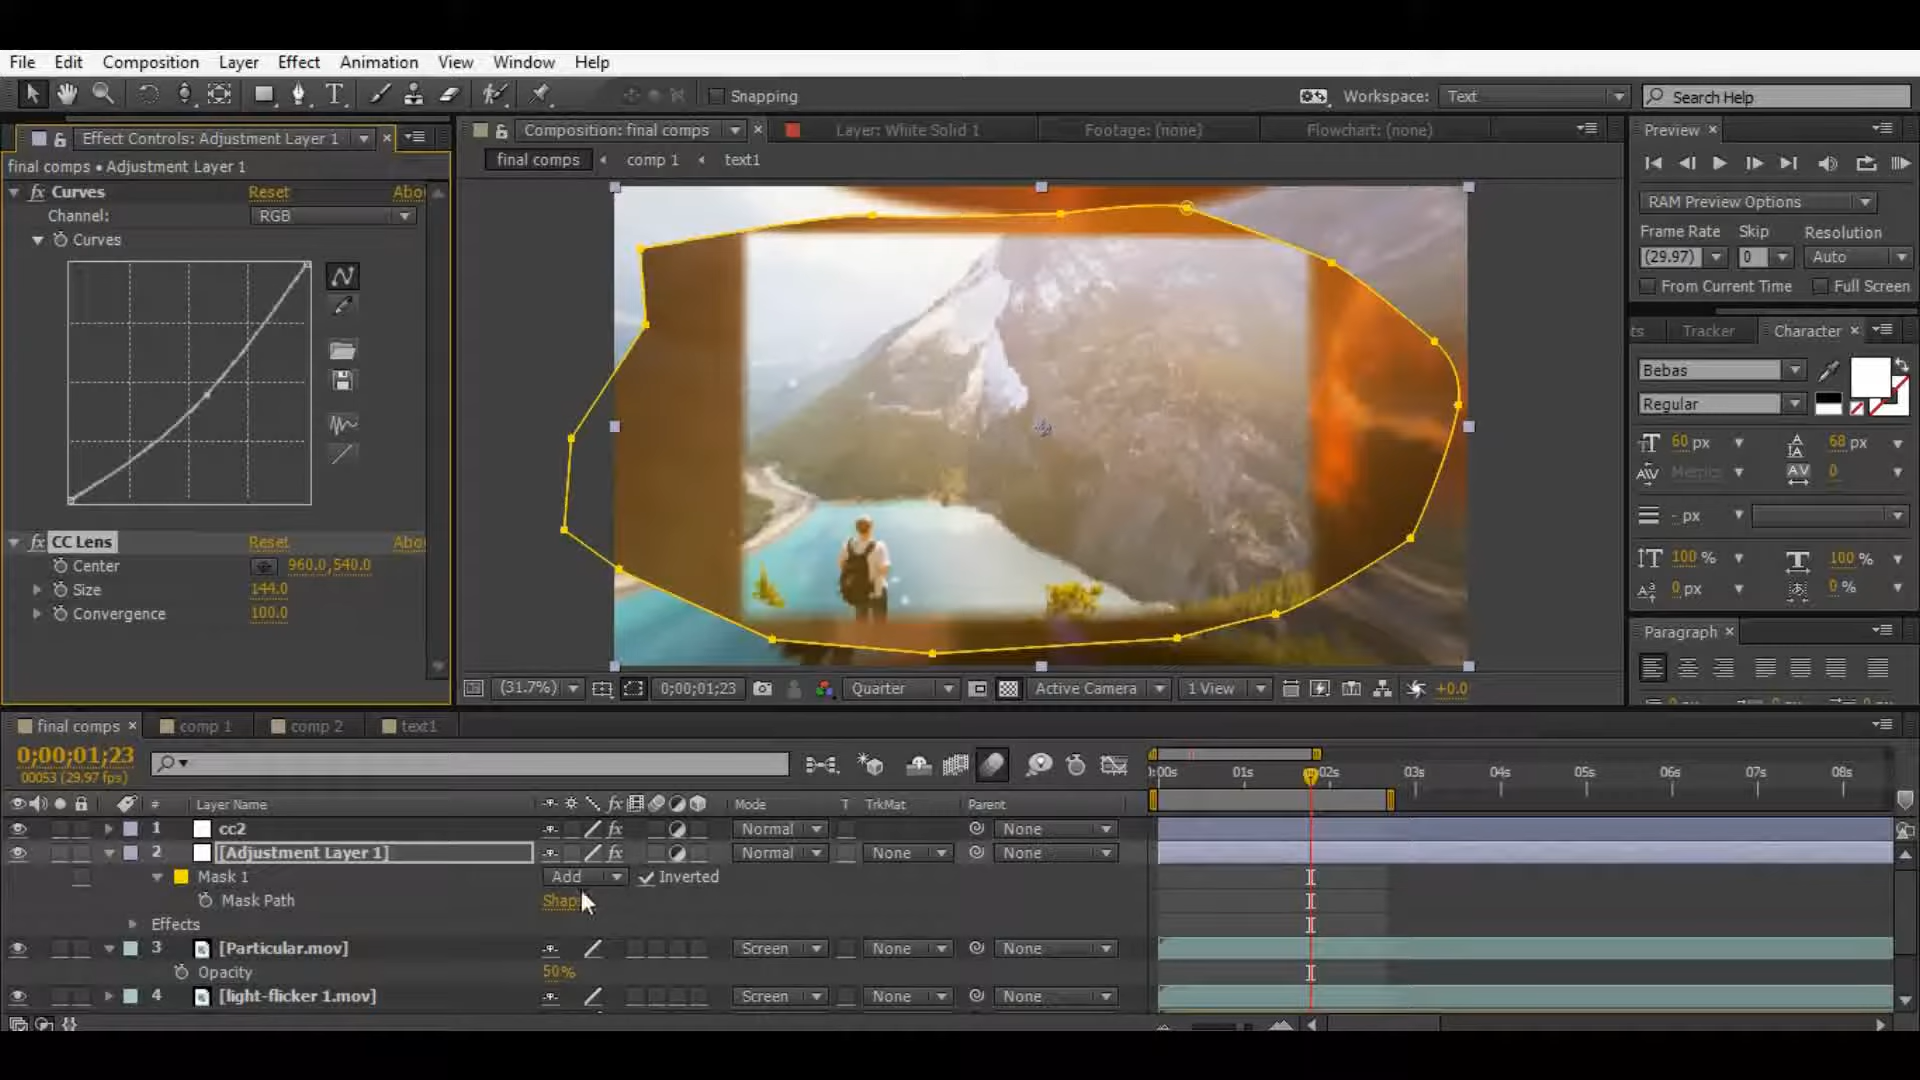 File Edit Composition Layer Effect Animation View Window Help
Snapping
Workspace: Text
Search Help
Effect Controls: Adjustment Layer 1
final comps • Adjustment Layer 1
fx Curves Reset Abo
Channel: RGB
Curves
fx CC Lens Reset Abo
Center 960.0,540.0
Size 144.0
Convergence 100.0
Composition: final comps
Layer: White Solid 1
Footage: (none)
Flowchart: (none)
final comps comp 1 text1
(31.7%) 0;00;01;23 Quarter Active Camera 1 View +0.0
Preview
RAM Preview Options
Frame Rate Skip Resolution
(29.97) 0 Auto
From Current Time Full Screen
ts Tracker Character
Bebas
Regular
60 px 68 px
Metrics 0
- px
100 % 100 %
0 px 0 %
Paragraph
final comps comp 1 comp 2 text1
0;00;01;23
00053 (29.97 fps)
:00s 01s 02s 03s 04s 05s 06s 07s 08s
# Layer Name fx Mode T TrkMat Parent
1 cc2 fx Normal None
2 [Adjustment Layer 1] fx Normal None None
Mask 1 Add Inverted
Mask Path Shap
Effects
3 [Particular.mov] Screen None None
Opacity 50%
4 [light-flicker 1.mov] Screen None None